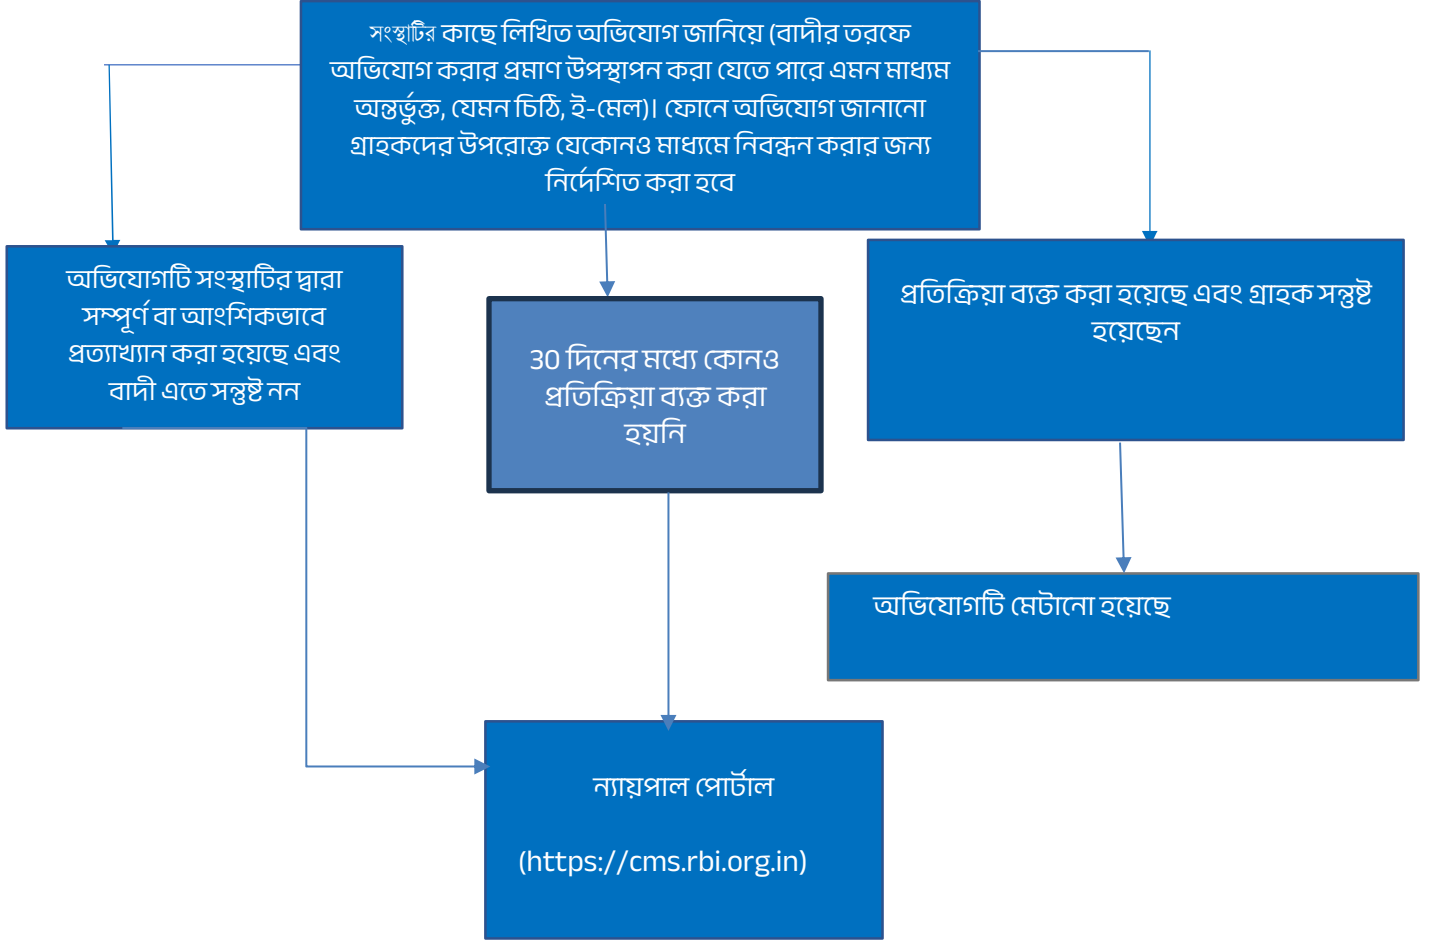 সংস্থাটির কাছে লিখিত অভিযোগ জানিয়ে (বাদীর তরফে
অভিযোগ করার প্রমাণ উপস্থাপন করা যেতে পারে এমন মাধ্যম
অন্তর্ভুক্ত, যেমন চিঠি, ই-মেল)। ফোনে অভিযোগ জানানো
গ্রাহকদের উপরোক্ত যেকোনও মাধ্যমে নিবন্ধন করার জন্য
নির্দেশিত করা হবে
অভিযোগটি সংস্থাটির দ্বারা
সম্পূর্ণ বা আংশিকভাবে
প্রত্যাখ্যান করা হয়েছে এবং
বাদী এতে সন্তুষ্ট নন
30 দিনের মধ্যে কোনও
প্রতিক্রিয়া ব্যক্ত করা
হয়নি
প্রতিক্রিয়া ব্যক্ত করা হয়েছে এবং গ্রাহক সন্তুষ্ট
হয়েছেন
অভিযোগটি মেটানো হয়েছে
ন্যায়পাল পোর্টাল
(https://cms.rbi.org.in)